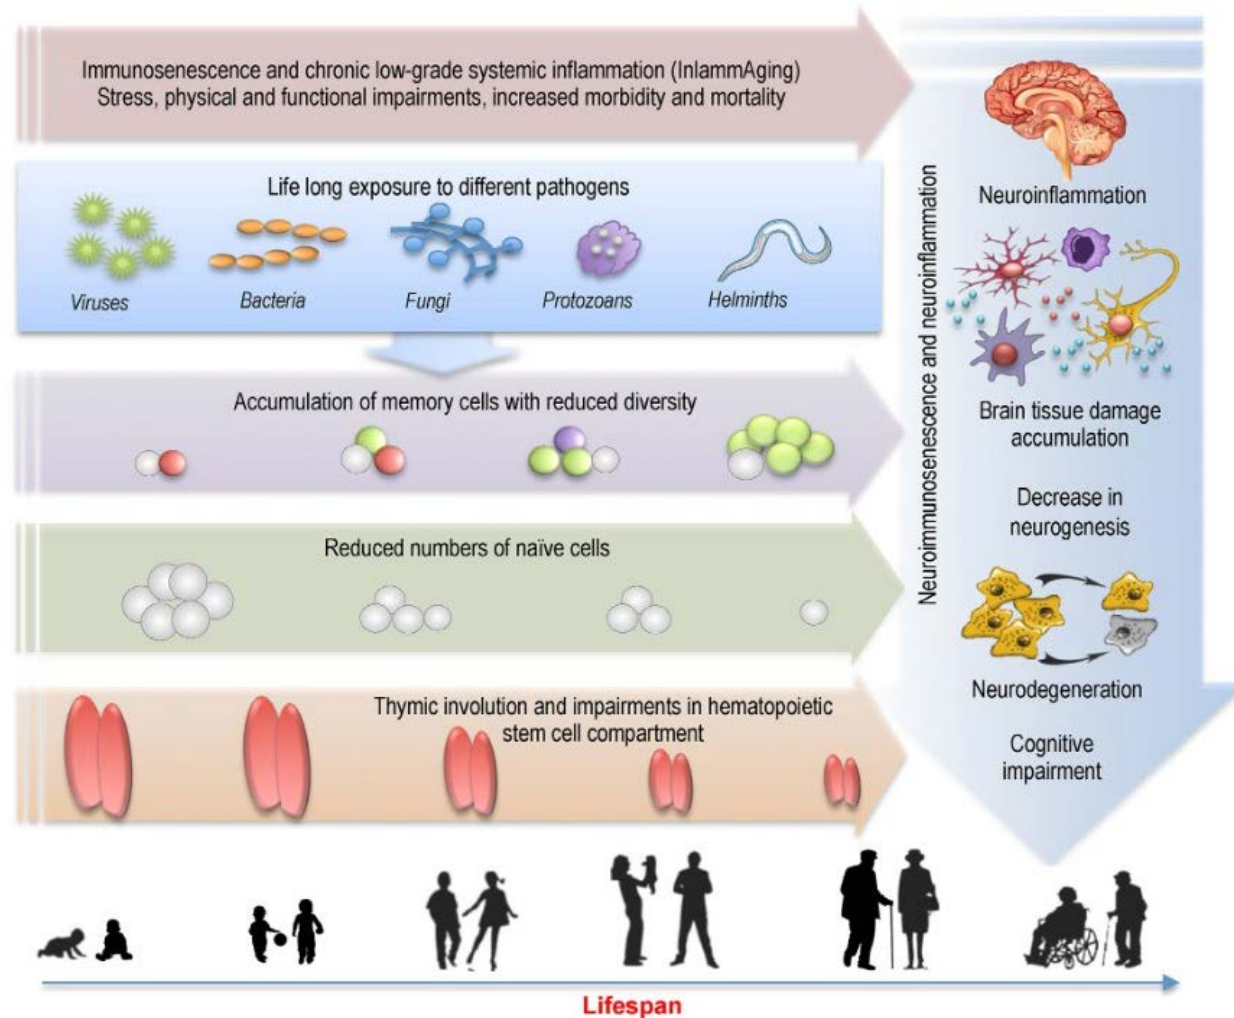 Immunosenescence and chronic low-grade systemic inflammation (InlammAging)
Stress, physical and functional impairments, increased morbidity and mortality
Life long exposure to different pathogens
Viruses
Bacteria
Fungi
Protozoans
Helminths
Accumulation of memory cells with reduced diversity
Reduced numbers of naïve cells
Thymic involution and impairments in hematopoietic
stem cell compartment
Neuroimmunosenescence and neuroinflammation
Neuroinflammation
Brain tissue damage
accumulation
Decrease in
neurogenesis
Neurodegeneration
Cognitive
impairment
Lifespan